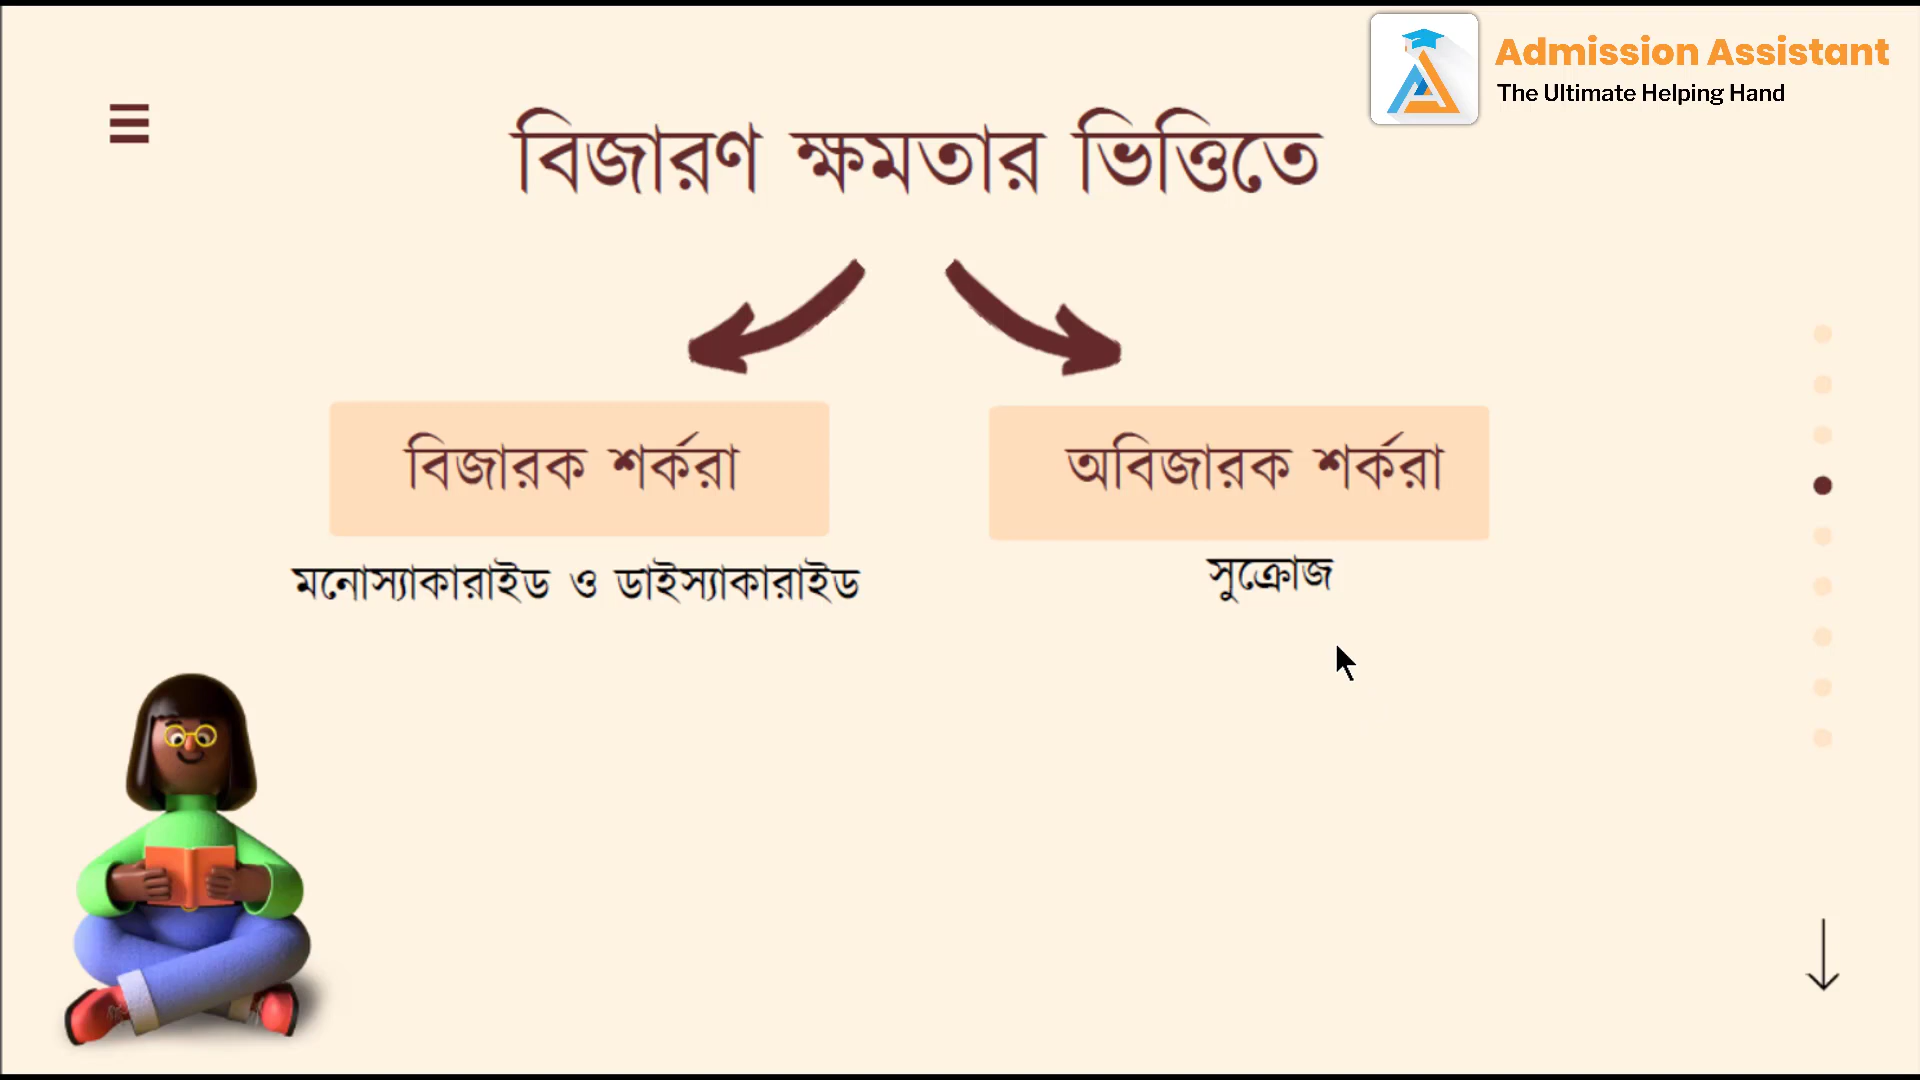 Admission Assistant
The Ultimate Helping Hand
বিজারণ ক্ষমতার ভিত্তিতে
বিজারক শর্করা
অবিজারক শর্করা
মনোস্যাকারাইড ও ডাইস্যাকারাইড
সুক্রোজ